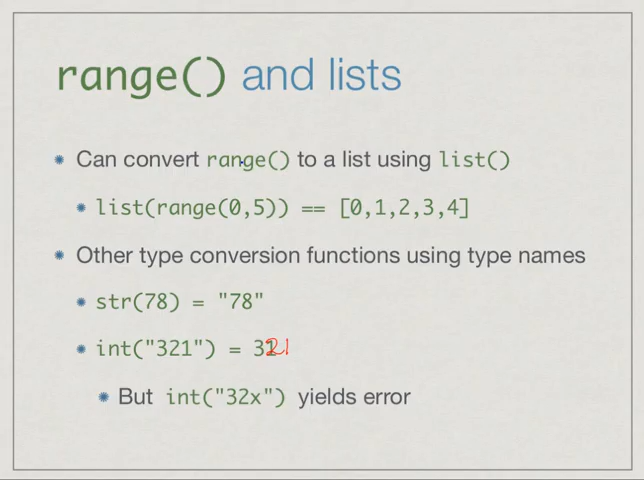 range() and lists
Can convert range() to a list using list()
list(range(0,5)) == [0,1,2,3,4]
Other type conversion functions using type names
str(78) = "78"
int("321") = 321
But int("32x") yields error